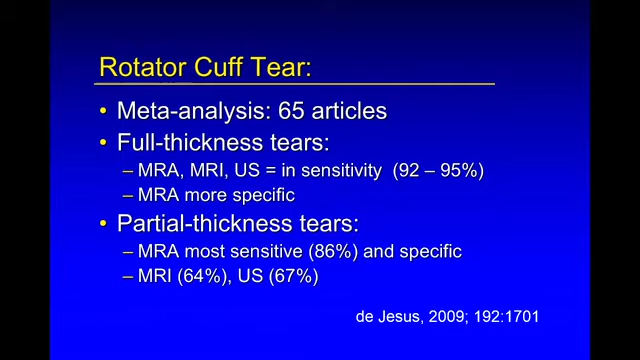 Rotator Cuff Tear:
• Meta-analysis: 65 articles
• Full-thickness tears:
– MRA, MRI, US = in sensitivity (92 – 95%)
– MRA more specific
• Partial-thickness tears:
– MRA most sensitive (86%) and specific
– MRI (64%), US (67%)
de Jesus, 2009; 192:1701